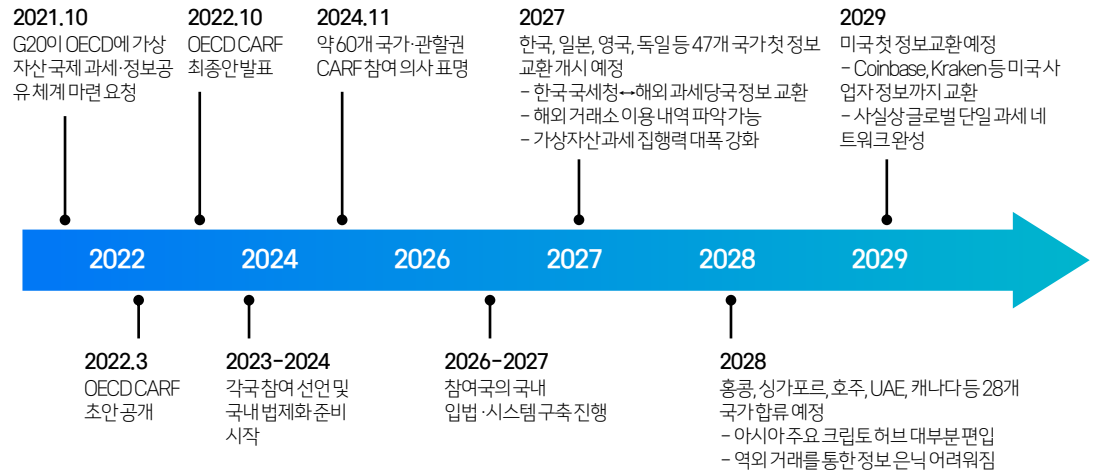 2021.10
G20이 OECD에 가상
자산 국제 과세·정보공
유 체계 마련 요청
2022.10
OECD CARF
최종안 발표
2024.11
약 60개 국가·관할권
CARF 참여 의사 표명
2027
한국, 일본, 영국, 독일 등 47개 국가 첫 정보
교환 개시 예정
- 한국 국세청↔해외 과세당국 정보 교환
- 해외 거래소 이용 내역 파악 가능
- 가상자산 과세 집행력 대폭 강화
2029
미국 첫 정보교환 예정
- Coinbase, Kraken 등 미국 사
업자 정보까지 교환
- 사실상 글로벌 단일 과세 네
트워크 완성
2022
2024
2026
2027
2028
2029
2022.3
OECD CARF
초안 공개
2023-2024
각국 참여 선언 및
국내 법제화 준비
시작
2026-2027
참여국의 국내
입법·시스템 구축 진행
2028
홍콩, 싱가포르, 호주, UAE, 캐나다 등 28개
국가 합류 예정
- 아시아 주요 크립토 허브 대부분 편입
- 역외 거래를 통한 정보 은닉 어려워짐